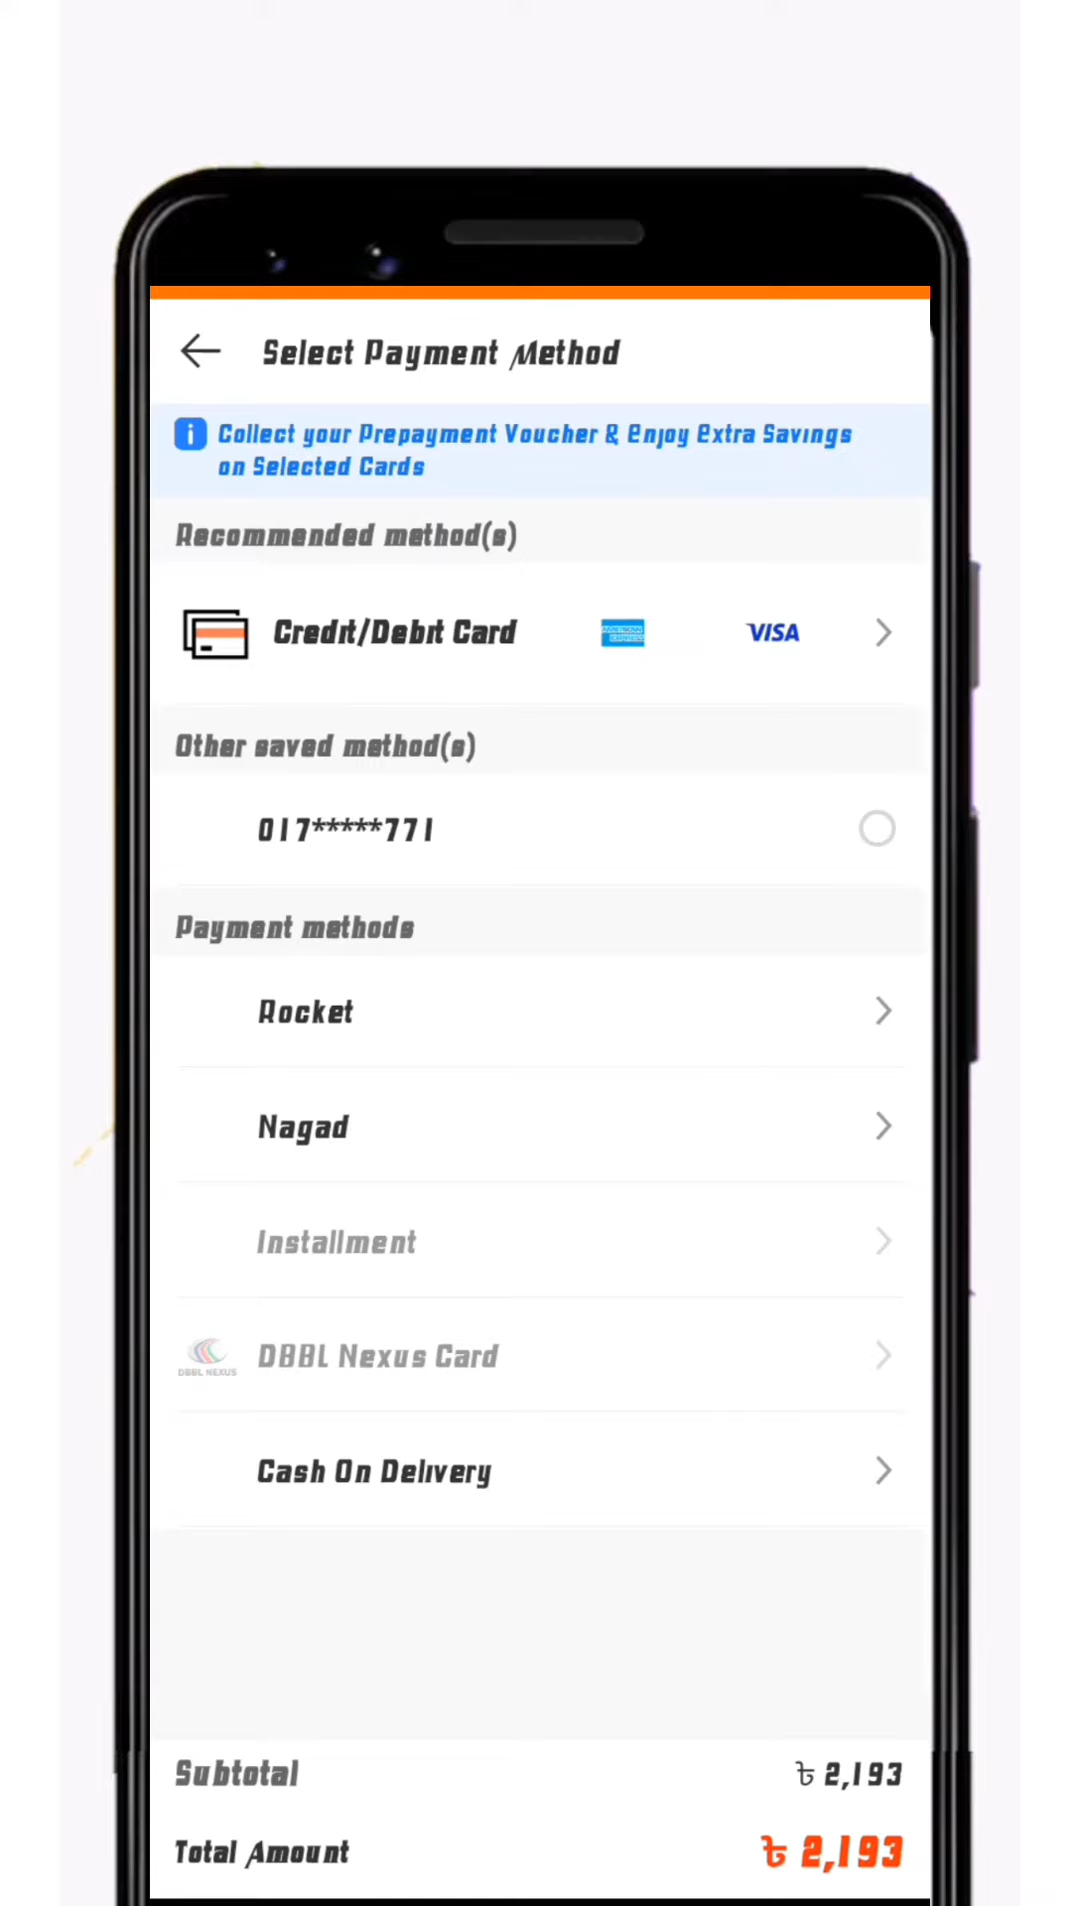 Select Payment Method
Collect your Prepayment Voucher & Enjoy Extra Savings
on Selected Cards
Recommended method(s)
Credit/Debit Card
AMERICAN
EXPRESS
VISA
Other saved method(s)
017*****771
Payment methods
Rocket
Nagad
Installment
DBBL NEXUS
DBBL Nexus Card
Cash On Delivery
Subtotal
৳ 2,193
Total Amount
৳ 2,193